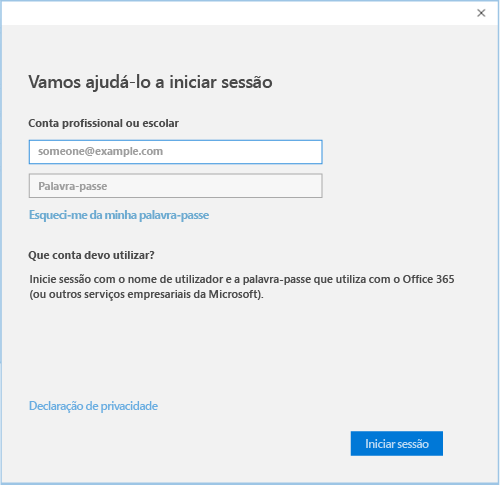 Vamos ajudá-lo a iniciar sessão
Conta profissional ou escolar
someone@example.com
Palavra-passe
Esqueci-me da minha palavra-passe
Que conta devo utilizar?
Inicie sessão com o nome de utilizador e a palavra-passe que utiliza com o Office 365
(ou outros serviços empresariais da Microsoft).
Declaração de privacidade
Iniciar sessão